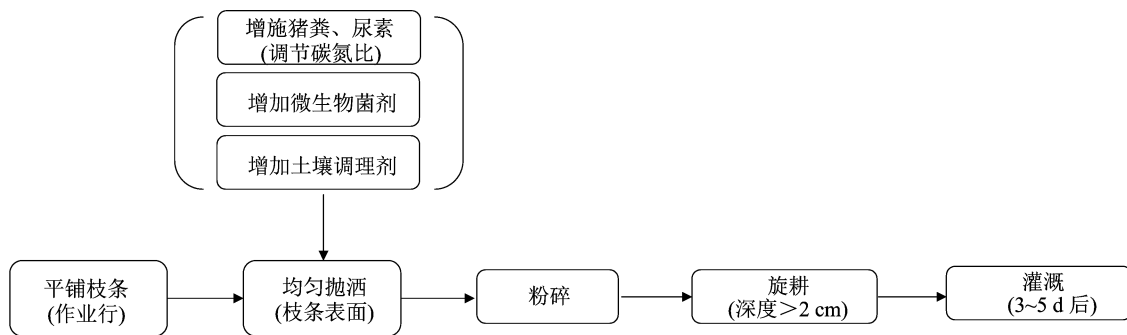 增施猪粪、尿素
(调节碳氮比)
增加微生物菌剂
增加土壤调理剂
平铺枝条
(作业行)
均匀抛洒
(枝条表面)
粉碎
旋耕
(深度＞2 cm)
灌溉
(3~5 d 后)